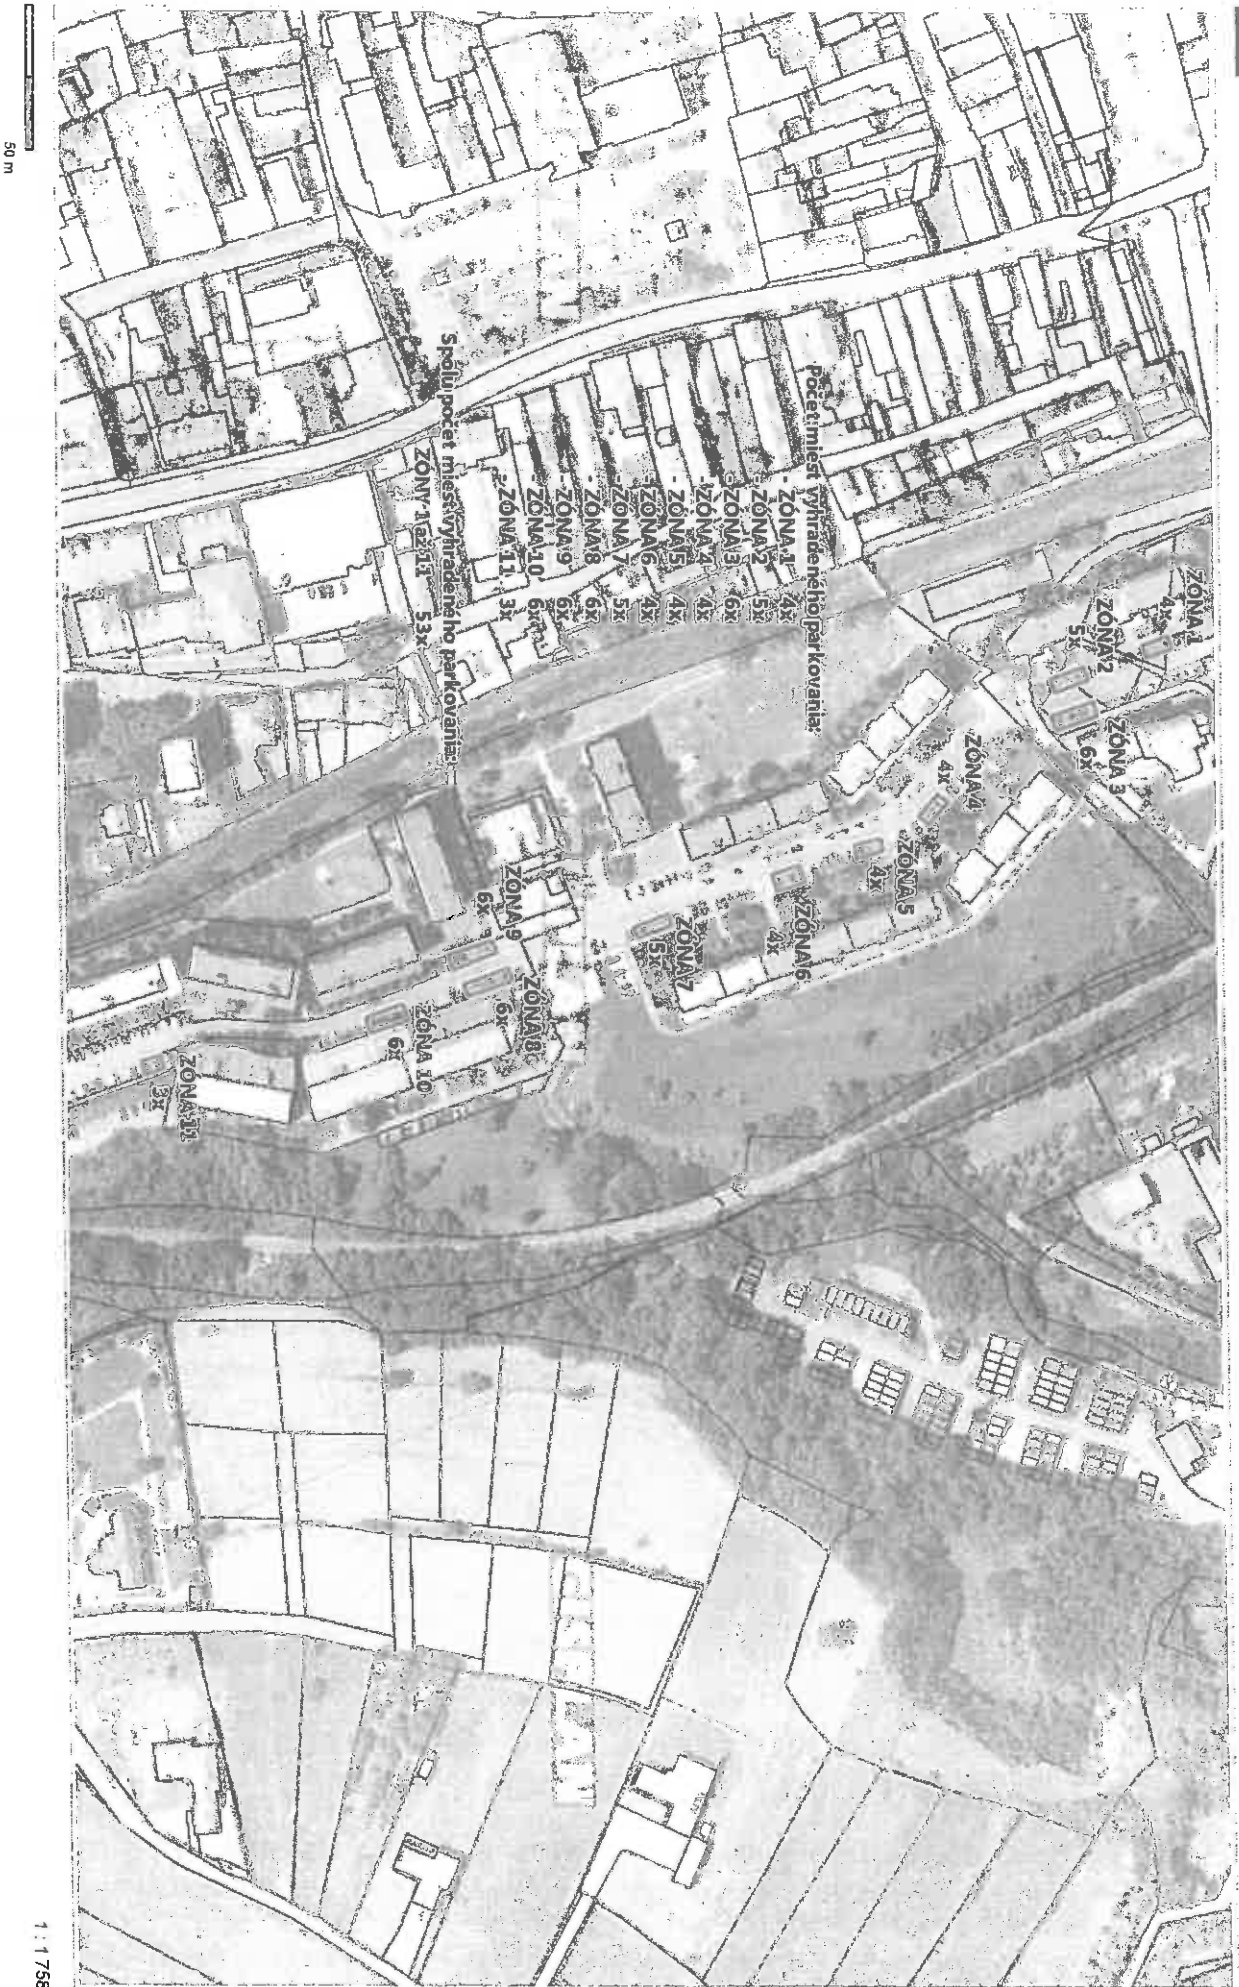 Počet miest vyhradeného parkovania:
- ZÓNA 1 4x
- ZÓNA 2 5x
- ZÓNA 3 6x
- ZÓNA 4 4x
- ZÓNA 5 4x
- ZÓNA 6 4x
- ZÓNA 7 5x
- ZÓNA 8 6x
- ZÓNA 9 6x
- ZÓNA 10 6x
- ZÓNA 11 3x
Spolu počet miest vyhradeného parkovania:
ZÓNY 1 až 11 53x
ZÓNA 1
4x
ZÓNA 2
5x
ZÓNA 3
6x
ZÓNA 4
4x
ZÓNA 5
4x
ZÓNA 6
4x
ZÓNA 7
5x
ZÓNA 8
6x
ZÓNA 9
6x
ZÓNA 10
6x
ZÓNA 11
3x
50 m
1 : 1 758